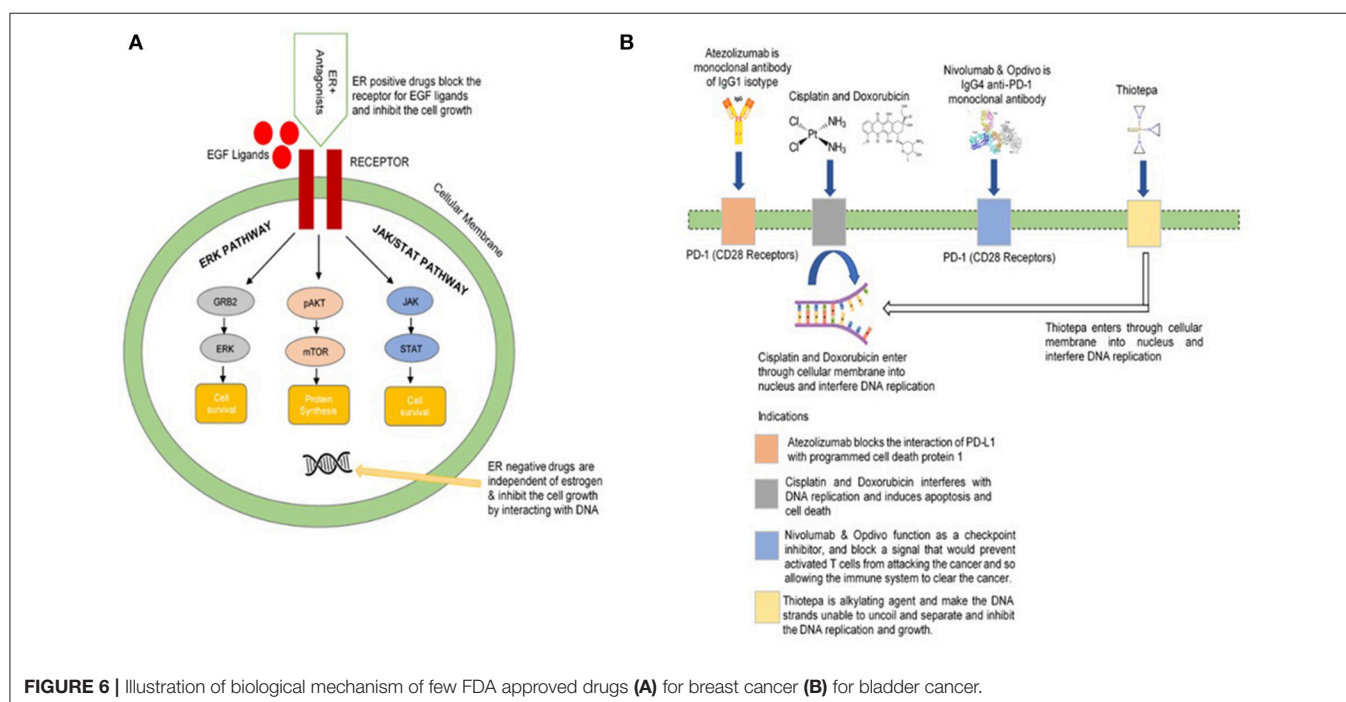 A
ER+
Antagonists
ER positive drugs block the
receptor for EGF ligands
and inhibit the cell growth
EGF Ligands
RECEPTOR
Cellular Membrane
ERK PATHWAY
JAK/STAT PATHWAY
GRB2
pAKT
JAK
ERK
mTOR
STAT
Cell
survival
Protein
Synthesis
Cell
survival
ER negative drugs are
independent of estrogen
& inhibit the cell growth
by interacting with DNA
B
Atezolizumab is
monoclonal antibody
of IgG1 isotype
Cisplatin and Doxorubicin
Nivolumab & Opdivo is
IgG4 anti-PD-1
monoclonal antibody
Thiotepa
IgG
Cl
NH3
Pt
Cl
NH3
PD-1 (CD28 Receptors)
PD-1 (CD28 Receptors)
Cisplatin and Doxorubicin enter
through cellular membrane into
nucleus and interfere DNA replication
Thiotepa enters through cellular
membrane into nucleus and
interfere DNA replication
Indications
Atezolizumab blocks the interaction of PD-L1
with programmed cell death protein 1
Cisplatin and Doxorubicin interferes with
DNA replication and induces apoptosis and
cell death
Nivolumab & Opdivo function as a checkpoint
inhibitor, and block a signal that would prevent
activated T cells from attacking the cancer and so
allowing the immune system to clear the cancer.
Thiotepa is alkylating agent and make the DNA
strands unable to uncoil and separate and inhibit
the DNA replication and growth.
FIGURE 6 | Illustration of biological mechanism of few FDA approved drugs (A) for breast cancer (B) for bladder cancer.